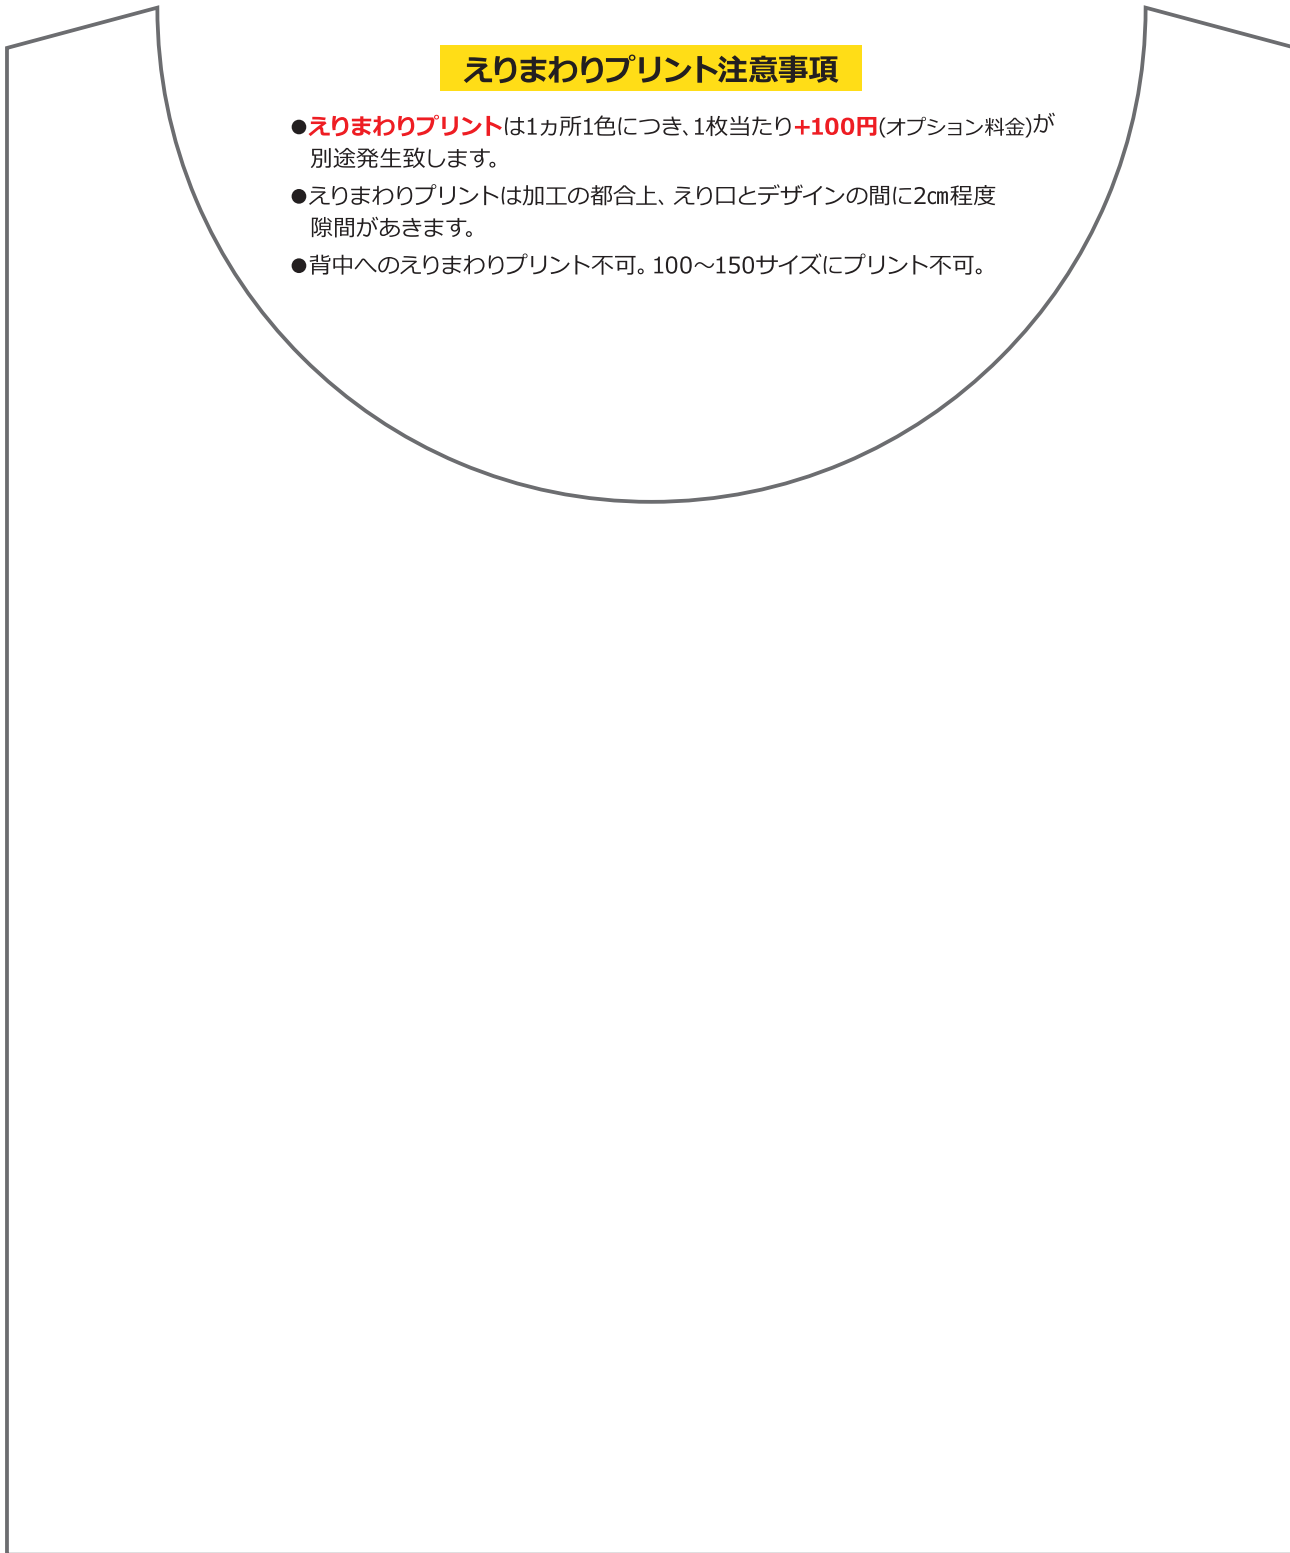 えりまわりプリント注意事項
●えりまわりプリントは1ヵ所1色につき、1枚当たり+100円(オプション料金)が
別途発生致します。
●えりまわりプリントは加工の都合上、えり口とデザインの間に2㎝程度
隙間があきます。
●背中へのえりまわりプリント不可。100〜150サイズにプリント不可。